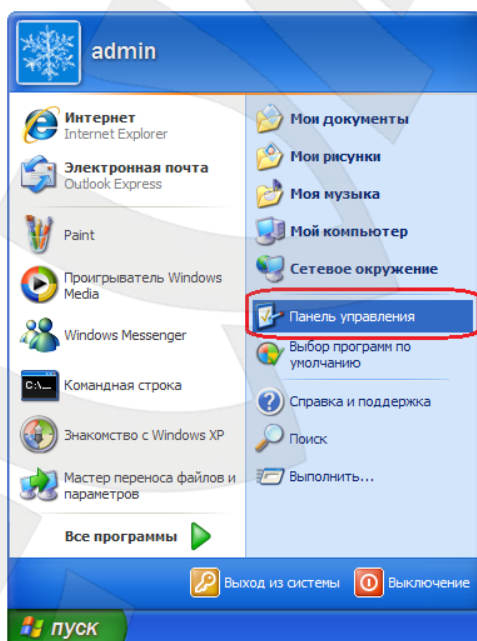 admin
Интернет
Internet Explorer
Электронная почта
Outlook Express
Paint
Проигрыватель Windows
Media
Windows Messenger
C:\_
Командная строка
Знакомство с Windows XP
Мастер переноса файлов и
параметров
Все программы
Мои документы
Мои рисунки
Моя музыка
Мой компьютер
Сетевое окружение
Панель управления
Выбор программ по
умолчанию
Справка и поддержка
Поиск
Выполнить...
Выход из системы
Выключение
пуск